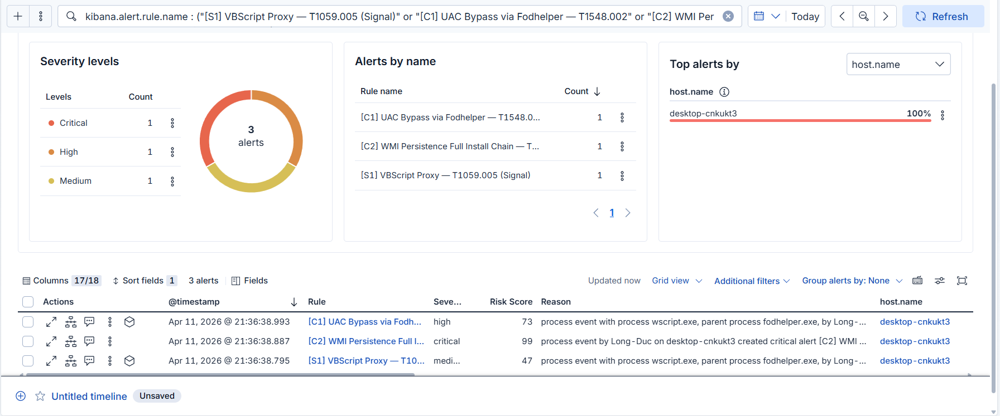 kibana.alert.rule.name : ("[S1] VBScript Proxy — T1059.005 (Signal)" or "[C1] UAC Bypass via Fodhelper — T1548.002" or "[C2] WMI Per
Today
Refresh
Severity levels
Levels Count
Critical 1
High 1
Medium 1
3
alerts
Alerts by name
Rule name Count
[C1] UAC Bypass via Fodhelper — T1548.0... 1
[C2] WMI Persistence Full Install Chain — T... 1
[S1] VBScript Proxy — T1059.005 (Signal) 1
1
Top alerts by
host.name
host.name
desktop-cnkukt3 100%
Columns 17/18 Sort fields 1 3 alerts Fields Updated now Grid view Additional filters Group alerts by: None
Actions @timestamp Rule Seve... Risk Score Reason host.name
Apr 11, 2026 @ 21:36:38.993 [C1] UAC Bypass via Fodh... high 73 process event with process wscript.exe, parent process fodhelper.exe, by Long-... desktop-cnkukt3
Apr 11, 2026 @ 21:36:38.887 [C2] WMI Persistence Full I... critical 99 process event by Long-Duc on desktop-cnkukt3 created critical alert [C2] WMI ... desktop-cnkukt3
Apr 11, 2026 @ 21:36:38.795 [S1] VBScript Proxy — T10... medi... 47 process event with process wscript.exe, parent process fodhelper.exe, by Long-... desktop-cnkukt3
Untitled timeline Unsaved